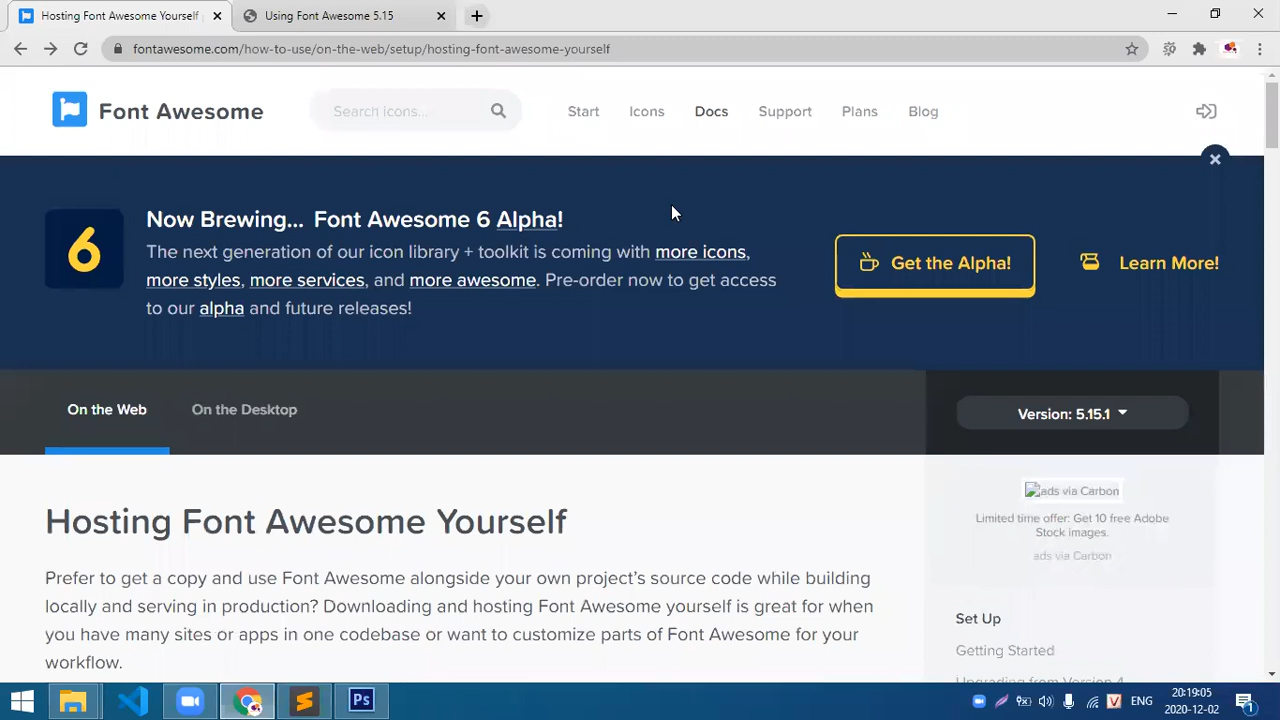 Hosting Font Awesome Yourself
Using Font Awesome 5.15
fontawesome.com/how-to-use/on-the-web/setup/hosting-font-awesome-yourself
Font Awesome
Search icons...
Start
Icons
Docs
Support
Plans
Blog
6
Now Brewing... Font Awesome 6 Alpha!
The next generation of our icon library + toolkit is coming with more icons,
more styles, more services, and more awesome. Pre-order now to get access
to our alpha and future releases!
Get the Alpha!
Learn More!
On the Web
On the Desktop
Version: 5.15.1
Hosting Font Awesome Yourself
Prefer to get a copy and use Font Awesome alongside your own project's source code while building
locally and serving in production? Downloading and hosting Font Awesome yourself is great for when
you have many sites or apps in one codebase or want to customize parts of Font Awesome for your
workflow.
ads via Carbon
Limited time offer: Get 10 free Adobe
Stock images.
ads via Carbon
Set Up
Getting Started
Upgrading from Version 4
Ps
V
ENG
20:19:05
2020-12-02
1